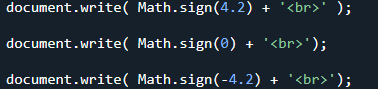 document.write( Math.sign(4.2) + '<br>' );
document.write( Math.sign(0) + '<br>');
document.write( Math.sign(-4.2) + '<br>');